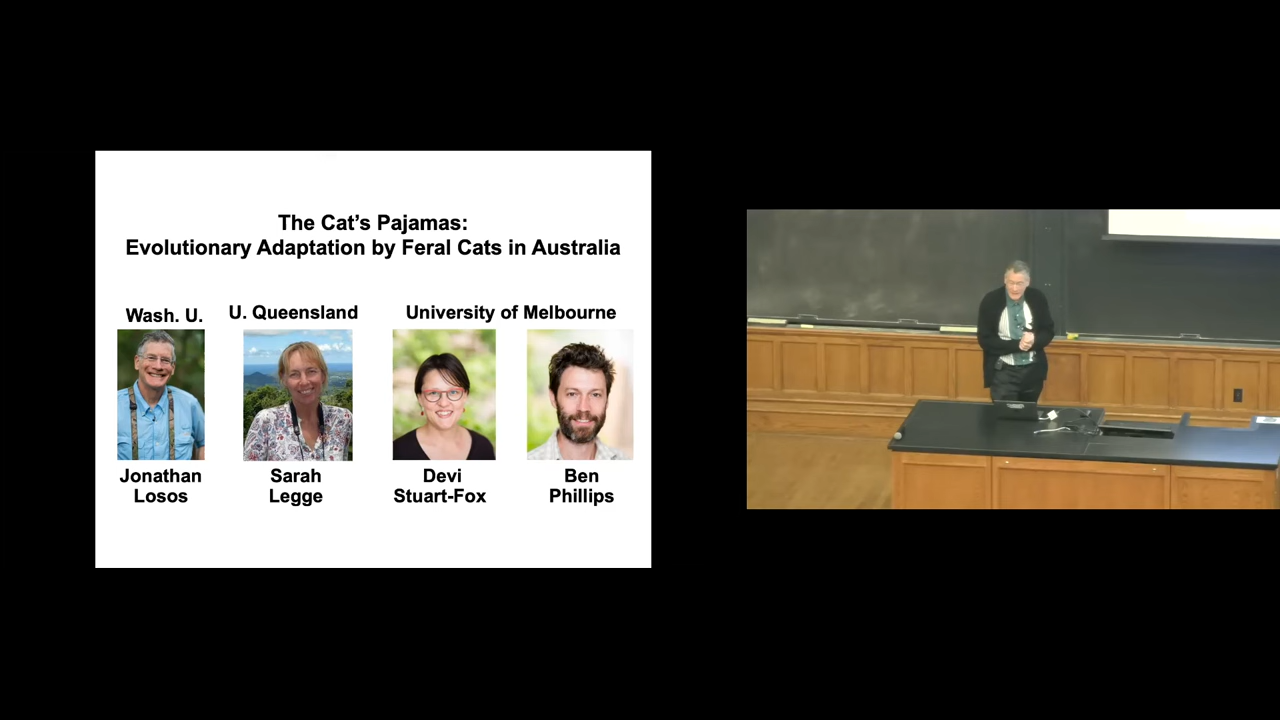 The Cat's Pajamas:
Evolutionary Adaptation by Feral Cats in Australia
Wash. U.
U. Queensland
University of Melbourne
Jonathan
Losos
Sarah
Legge
Devi
Stuart-Fox
Ben
Phillips